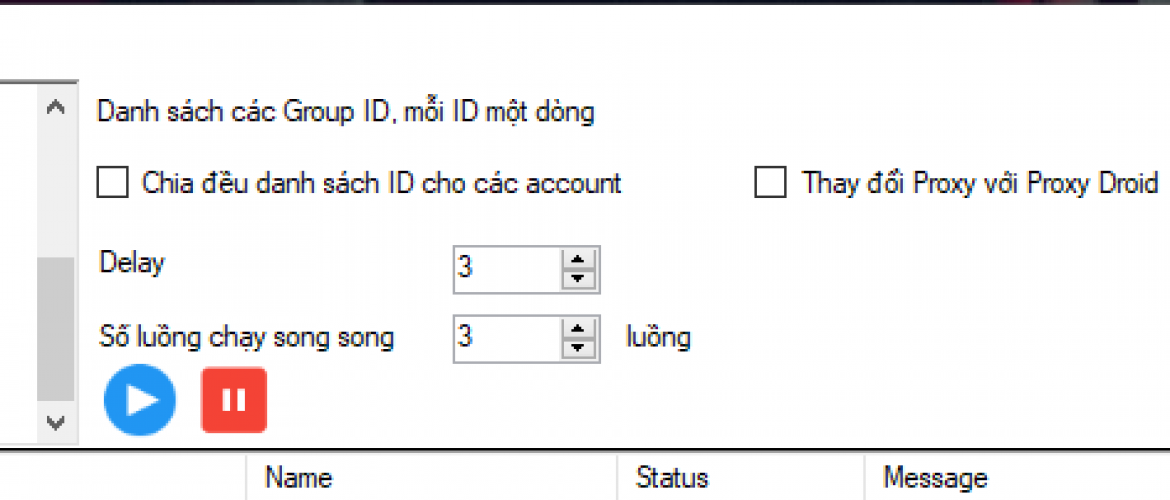 Danh sách các Group ID, mỗi ID một dòng
Chia đều danh sách ID cho các account
Thay đổi Proxy với Proxy Droid
Delay 3
Số luồng chạy song song 3 luồng
Name Status Message